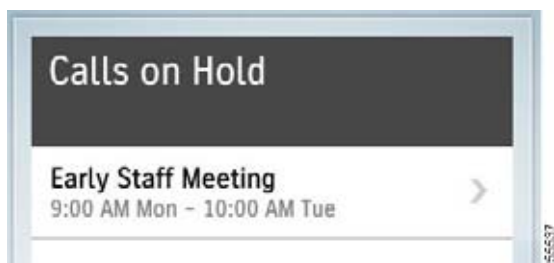 Calls on Hold
Early Staff Meeting
9:00 AM Mon – 10:00 AM Tue